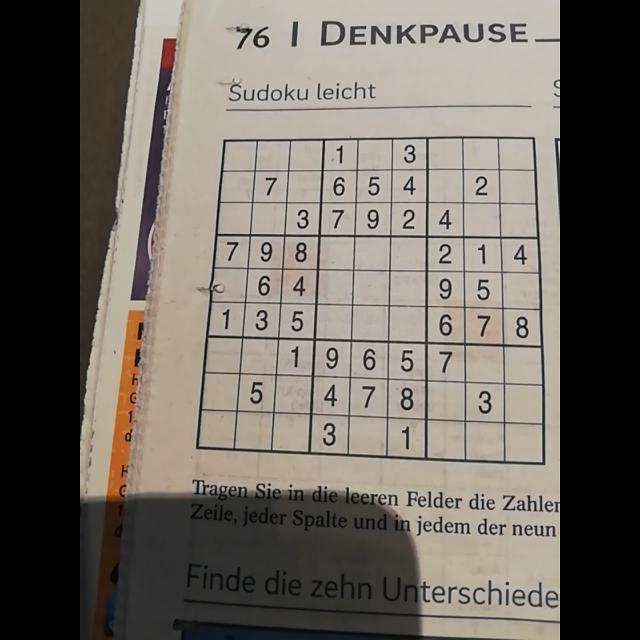 76 | DENKPAUSE
Sudoku leicht
1 3
7 6 5 4 2
3 7 9 2 4
7 9 8 2 1 4
6 4 9 5
1 3 5 6 7 8
1 9 6 5 7
5 4 7 8 3
3 1
Tragen Sie in die leeren Felder die Zahlen
Zeile, jeder Spalte und in jedem der neun
Finde die zehn Unterschiede